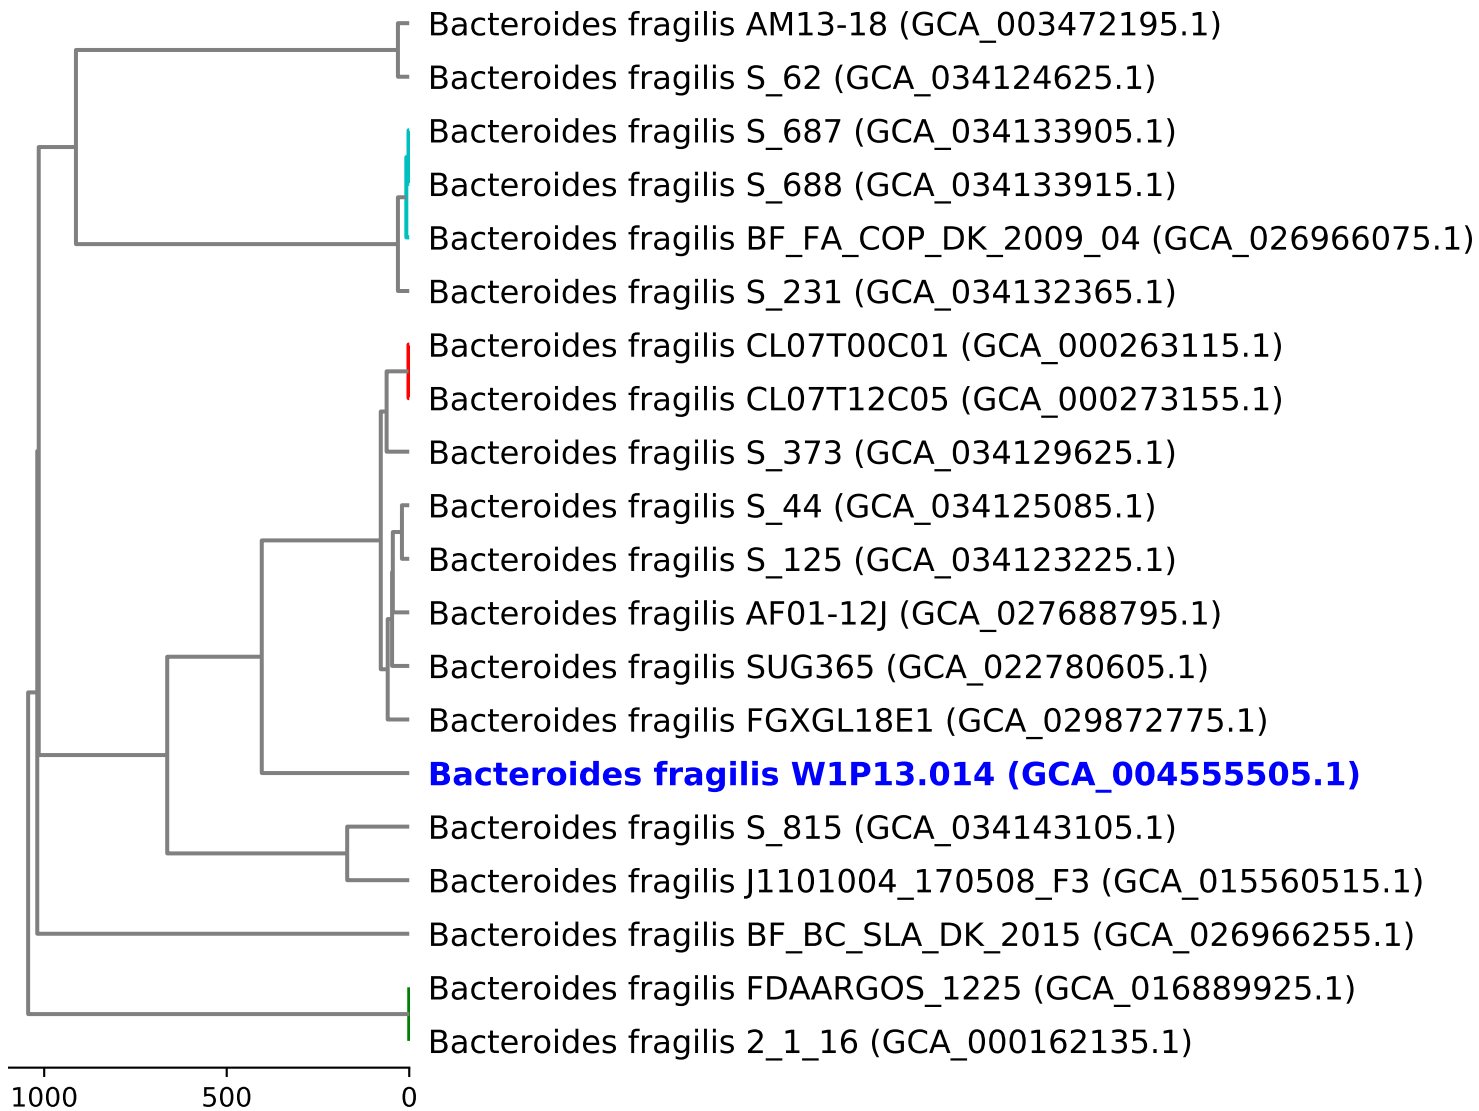 Bacteroides fragilis AM13-18 (GCA_003472195.1)
Bacteroides fragilis S_62 (GCA_034124625.1)
Bacteroides fragilis S_687 (GCA_034133905.1)
Bacteroides fragilis S_688 (GCA_034133915.1)
Bacteroides fragilis BF_FA_COP_DK_2009_04 (GCA_026966075.1)
Bacteroides fragilis S_231 (GCA_034132365.1)
Bacteroides fragilis CL07T00C01 (GCA_000263115.1)
Bacteroides fragilis CL07T12C05 (GCA_000273155.1)
Bacteroides fragilis S_373 (GCA_034129625.1)
Bacteroides fragilis S_44 (GCA_034125085.1)
Bacteroides fragilis S_125 (GCA_034123225.1)
Bacteroides fragilis AF01-12J (GCA_027688795.1)
Bacteroides fragilis SUG365 (GCA_022780605.1)
Bacteroides fragilis FGXGL18E1 (GCA_029872775.1)
Bacteroides fragilis W1P13.014 (GCA_004555505.1)
Bacteroides fragilis S_815 (GCA_034143105.1)
Bacteroides fragilis J1101004_170508_F3 (GCA_015560515.1)
Bacteroides fragilis BF_BC_SLA_DK_2015 (GCA_026966255.1)
Bacteroides fragilis FDAARGOS_1225 (GCA_016889925.1)
Bacteroides fragilis 2_1_16 (GCA_000162135.1)
1000 500 0